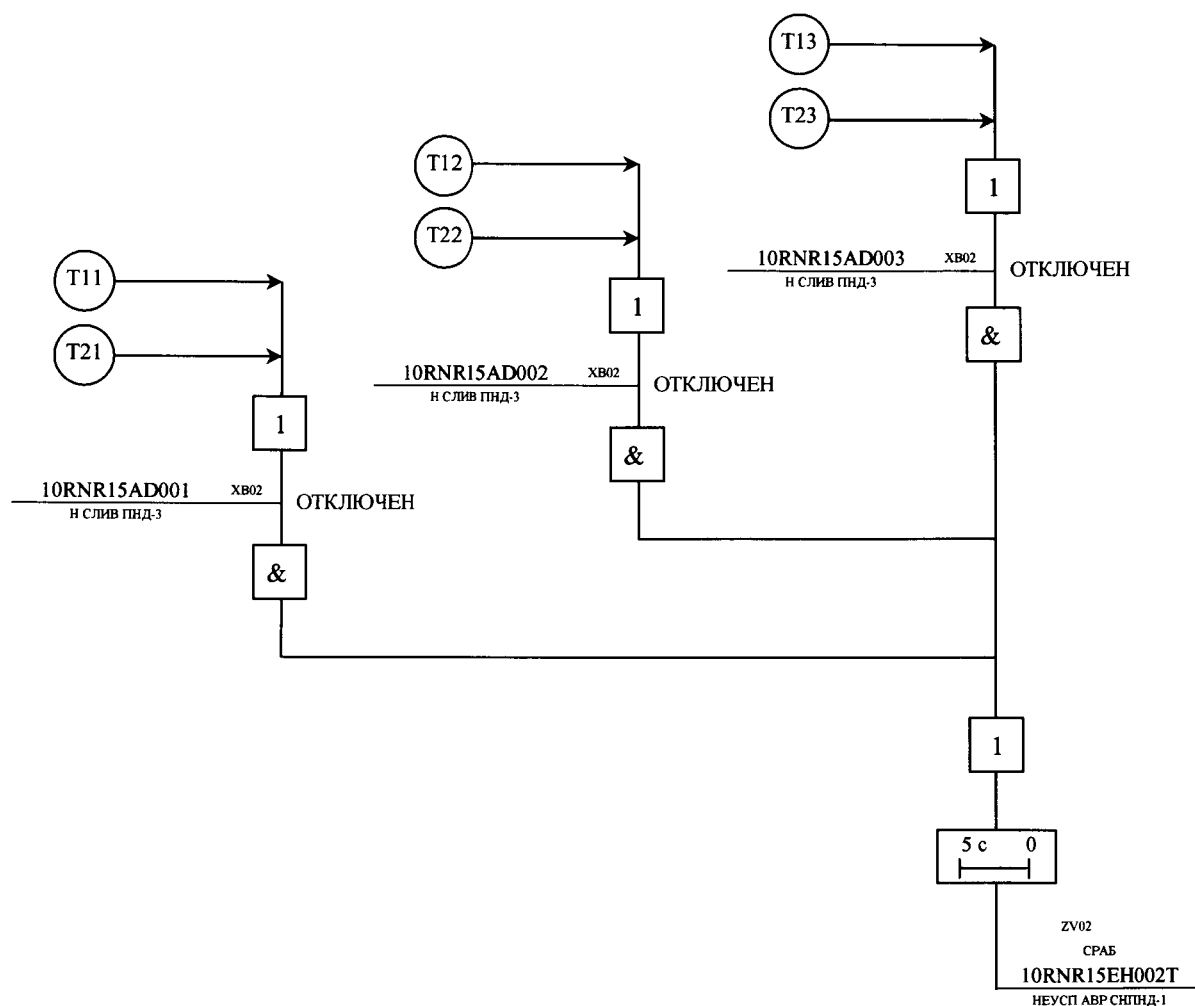 T13
T23
T12
1
T22
10RNR15AD003 XB02 ОТКЛЮЧЕН
Н СЛИВ ПНД-3
T11
1
&
T21
10RNR15AD002 XB02 ОТКЛЮЧЕН
Н СЛИВ ПНД-3
1
&
10RNR15AD001 XB02 ОТКЛЮЧЕН
Н СЛИВ ПНД-3
&
1
5 с 0
ZV02
СРАБ
10RNR15EH002T
НЕУСП АВР СНПНД-1